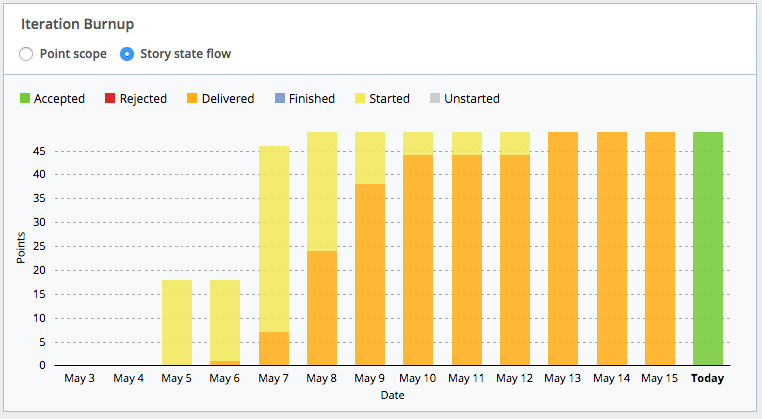 Iteration Burnup
Point scope Story state flow
Accepted Rejected Delivered Finished Started Unstarted
45
40
35
30
25
20
15
10
5
0
Points
May 3 May 4 May 5 May 6 May 7 May 8 May 9 May 10 May 11 May 12 May 13 May 14 May 15 Today
Date